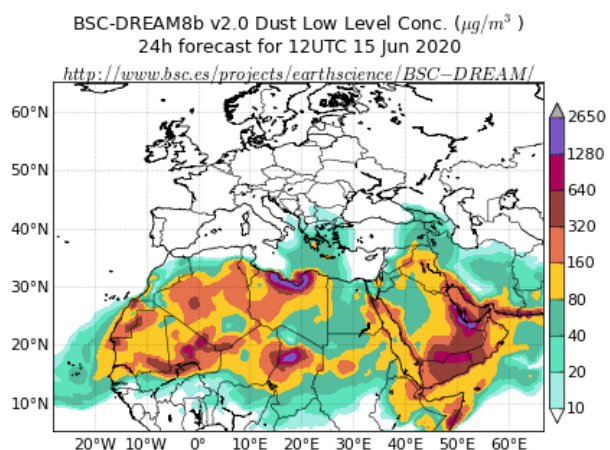 BSC-DREAM8b v2.0 Dust Low Level Conc. (μg/m³ )
24h forecast for 12UTC 15 Jun 2020
http://www.bsc.es/projects/earthscience/BSC−DREAM/
60°N
50°N
40°N
30°N
20°N
10°N
20°W 10°W 0° 10°E 20°E 30°E 40°E 50°E 60°E
2650
1280
640
320
160
80
40
20
10